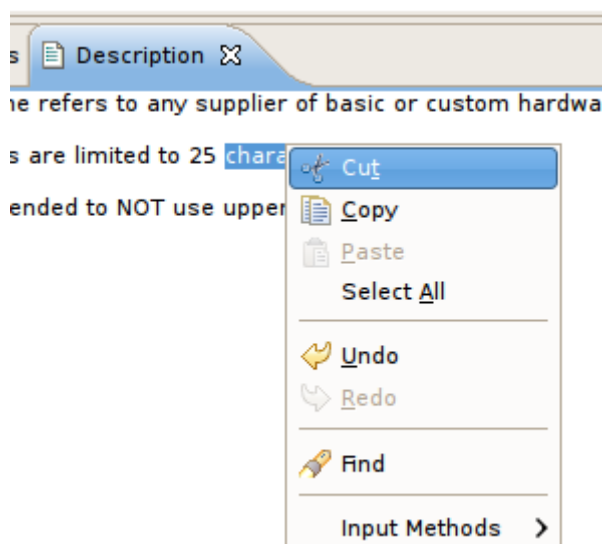 s Description
ne refers to any supplier of basic or custom hardwa
s are limited to 25 chara
ended to NOT use upper
Cut
Copy
Paste
Select All
Undo
Redo
Find
Input Methods